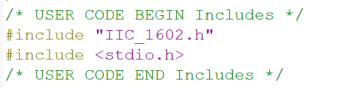 /* USER CODE BEGIN Includes */
#include "IIC_1602.h"
#include <stdio.h>
/* USER CODE END Includes */